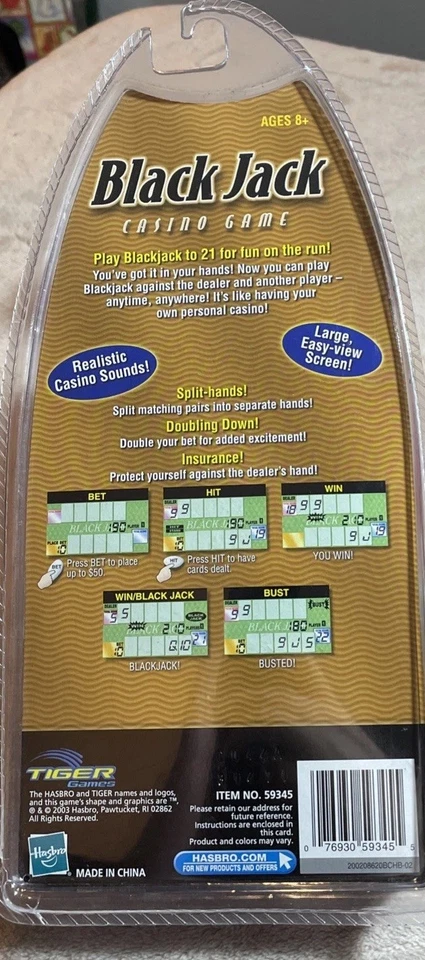 AGES 8+
Black Jack
CASINO GAME
Play Blackjack to 21 for fun on the run!
You've got it in your hands! Now you can play
Blackjack against the dealer and another player –
anytime, anywhere! It's like having your
own personal casino!
Realistic
Casino Sounds!
Large,
Easy-view
Screen!
Split-hands!
Split matching pairs into separate hands!
Doubling Down!
Double your bet for added excitement!
Insurance!
Protect yourself against the dealer's hand!
BET
HIT
WIN
Press BET to place
up to $50.
Press HIT to have
cards dealt.
YOU WIN!
WIN/BLACK JACK
BUST
BLACKJACK!
BUSTED!
TIGER
Games
The HASBRO and TIGER names and logos,
and this game's shape and graphics are ™,
® & © 2003 Hasbro, Pawtucket, RI 02862
All Rights Reserved.
Hasbro
MADE IN CHINA
ITEM NO. 59345
Please retain our address for
future reference.
Instructions are enclosed in
this card.
Product and colors may vary.
HASBRO.COM
FOR NEW PRODUCTS AND OFFERS
0 76930 59345 5
200208620BCHB-02